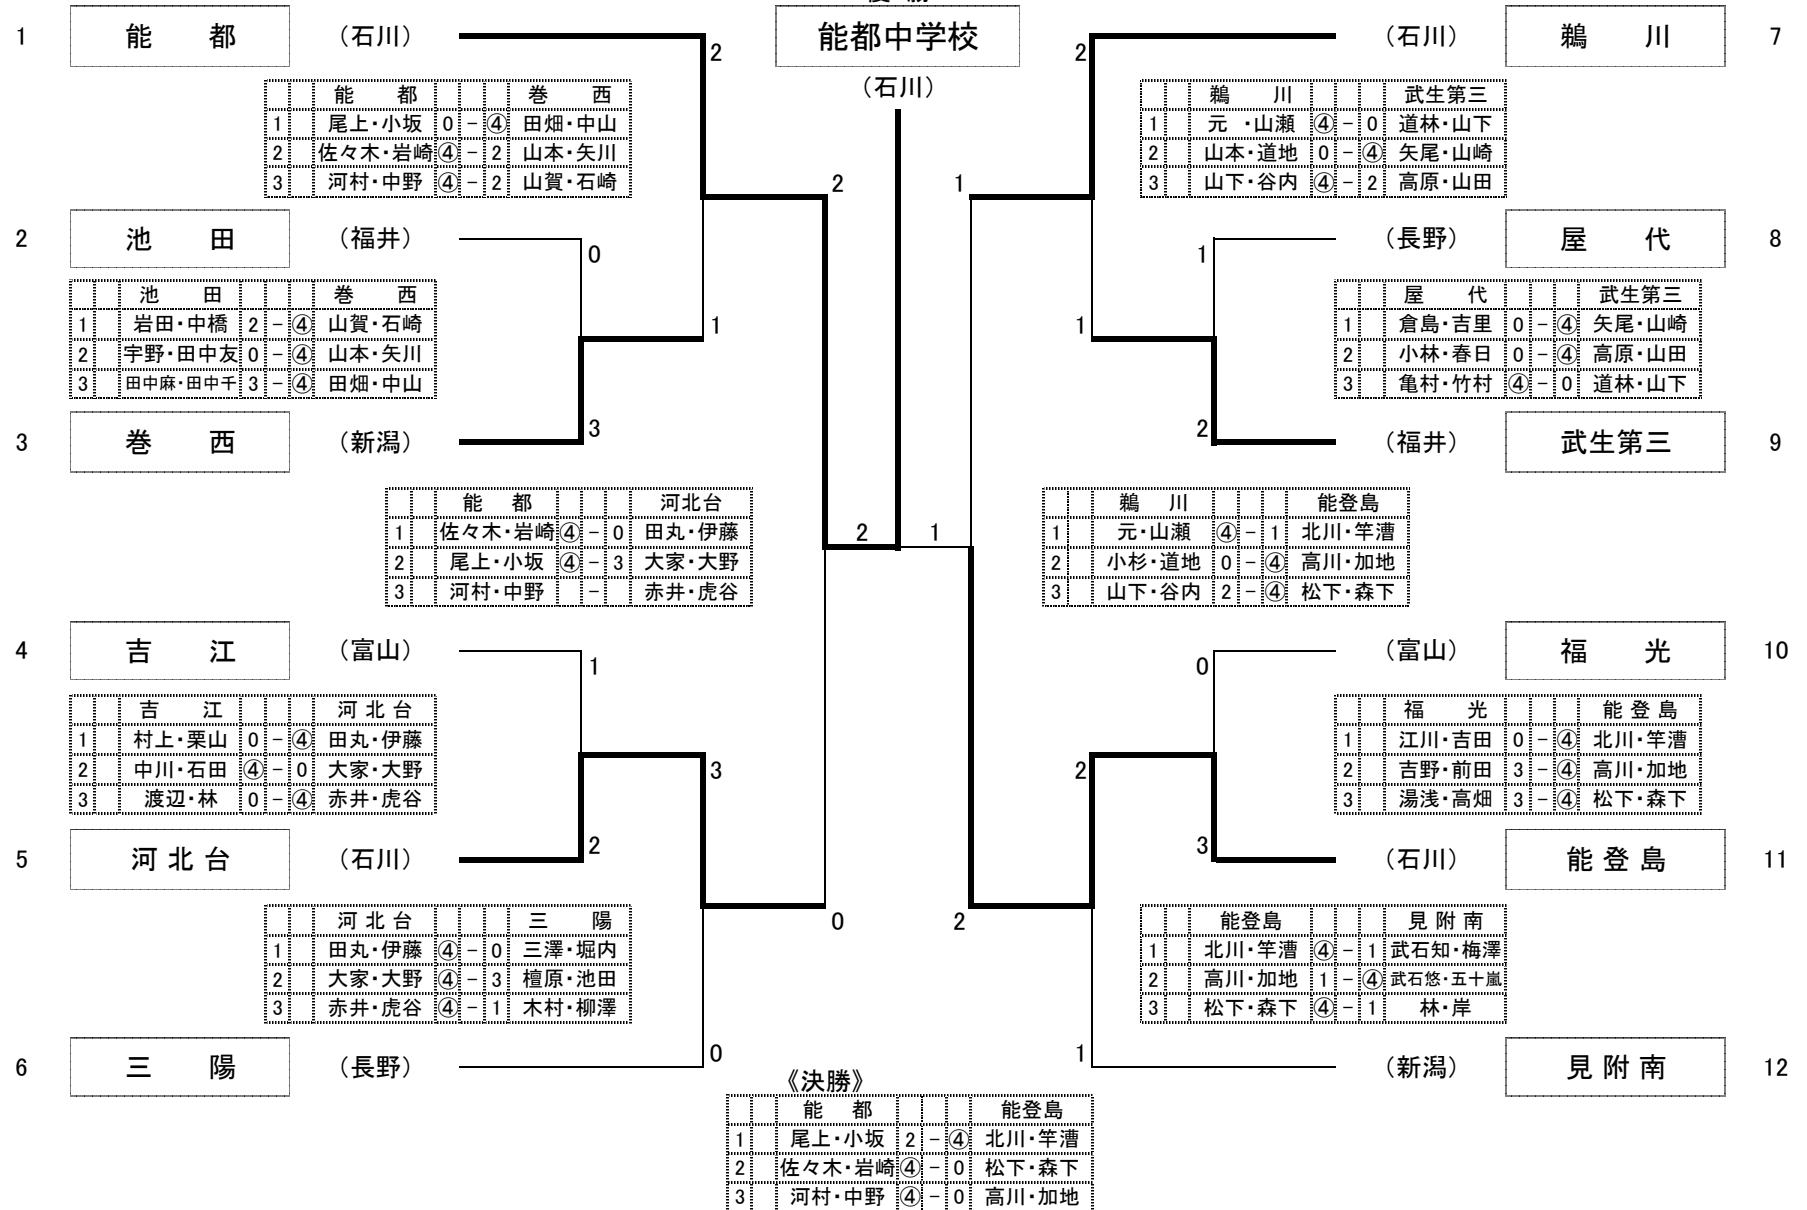 能都中学校
（石川）
1 能 都 （石川） 2
2 （石川） 鵜 川 7
能 都 巻 西
1 尾上・小坂 0 - ④ 田畑・中山
2 佐々木・岩崎 ④ - 2 山本・矢川
3 河村・中野 ④ - 2 山賀・石崎
鵜 川 武生第三
1 元 ・山瀬 ④ - 0 道林・山下
2 山本・道地 0 - ④ 矢尾・山崎
3 山下・谷内 ④ - 2 高原・山田
2 1
2 池 田 （福井） 0
1 （長野） 屋 代 8
池 田 巻 西
1 岩田・中橋 2 - ④ 山賀・石崎
2 宇野・田中友 0 - ④ 山本・矢川
3 田中麻・田中千 3 - ④ 田畑・中山
1 1
屋 代 武生第三
1 倉島・吉里 0 - ④ 矢尾・山崎
2 小林・春日 0 - ④ 高原・山田
3 亀村・竹村 ④ - 0 道林・山下
3 巻 西 （新潟） 3
2 （福井） 武生第三 9
能 都 河北台
1 佐々木・岩崎 ④ - 0 田丸・伊藤
2 尾上・小坂 ④ - 3 大家・大野
3 河村・中野 - 赤井・虎谷
2 1
鵜 川 能登島
1 元・山瀬 ④ - 1 北川・竿漕
2 小杉・道地 0 - ④ 高川・加地
3 山下・谷内 2 - ④ 松下・森下
4 吉 江 （富山） 1
0 （富山） 福 光 10
吉 江 河 北 台
1 村上・栗山 0 - ④ 田丸・伊藤
2 中川・石田 ④ - 0 大家・大野
3 渡辺・林 0 - ④ 赤井・虎谷
3 2
福 光 能 登 島
1 江川・吉田 0 - ④ 北川・竿漕
2 吉野・前田 3 - ④ 高川・加地
3 湯浅・高畑 3 - ④ 松下・森下
5 河 北 台 （石川） 2
3 （石川） 能 登 島 11
0 2
河 北 台 三 陽
1 田丸・伊藤 ④ - 0 三澤・堀内
2 大家・大野 ④ - 3 檀原・池田
3 赤井・虎谷 ④ - 1 木村・柳澤
能登島 見 附 南
1 北川・竿漕 ④ - 1 武石知・梅澤
2 高川・加地 1 - ④ 武石悠・五十嵐
3 松下・森下 ④ - 1 林・岸
6 三 陽 （長野） 0
1 （新潟） 見 附 南 12
《決勝》
能 都 能登島
1 尾上・小坂 2 - ④ 北川・竿漕
2 佐々木・岩崎 ④ - 0 松下・森下
3 河村・中野 ④ - 0 高川・加地